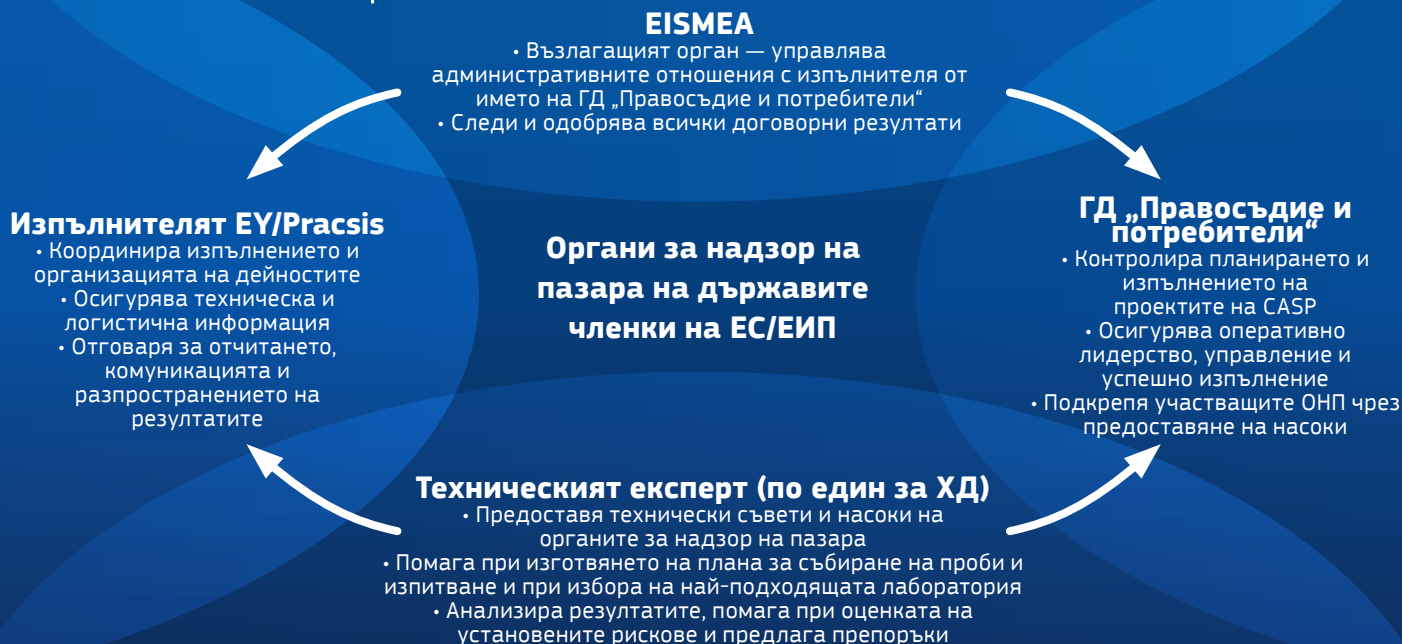 EISMEA
• Възлагащият орган — управлява
административните отношения с изпълнителя от
името на ГД „Правосъдие и потребители“
• Следи и одобрява всички договорни резултати
Изпълнителят EY/Pracsis
• Координира изпълнението и
организацията на дейностите
• Осигурява техническа и
логистична информация
• Отговаря за отчитането,
комуникацията и
разпространението на
резултатите
Органи за надзор на
пазара на държавите
членки на ЕС/ЕИП
ГД „Правосъдие и
потребители“
• Контролира планирането и
изпълнението на
проектите на CASP
• Осигурява оперативно
лидерство, управление и
успешно изпълнение
• Подкрепя участващите ОНП чрез
предоставяне на насоки
Техническият експерт (по един за ХД)
• Предоставя технически съвети и насоки на
органите за надзор на пазара
• Помага при изготвянето на плана за събиране на проби и
изпитване и при избора на най-подходящата лаборатория
• Анализира резултатите, помага при оценката на
установените рискове и предлага препоръки